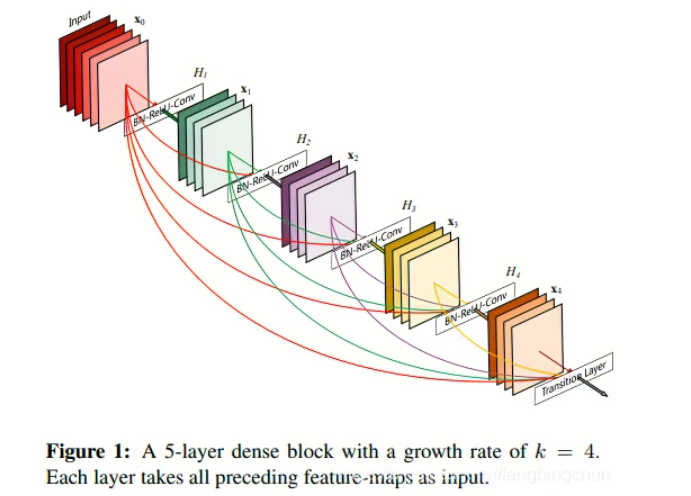 Input
x₀
H₁
BN-ReLU-Conv
x₁
H₂
BN-ReLU-Conv
x₂
H₃
BN-ReLU-Conv
x₃
H₄
BN-ReLU-Conv
x₄
Transition Layer
Figure 1: A 5-layer dense block with a growth rate of k = 4.
Each layer takes all preceding feature-maps as input.